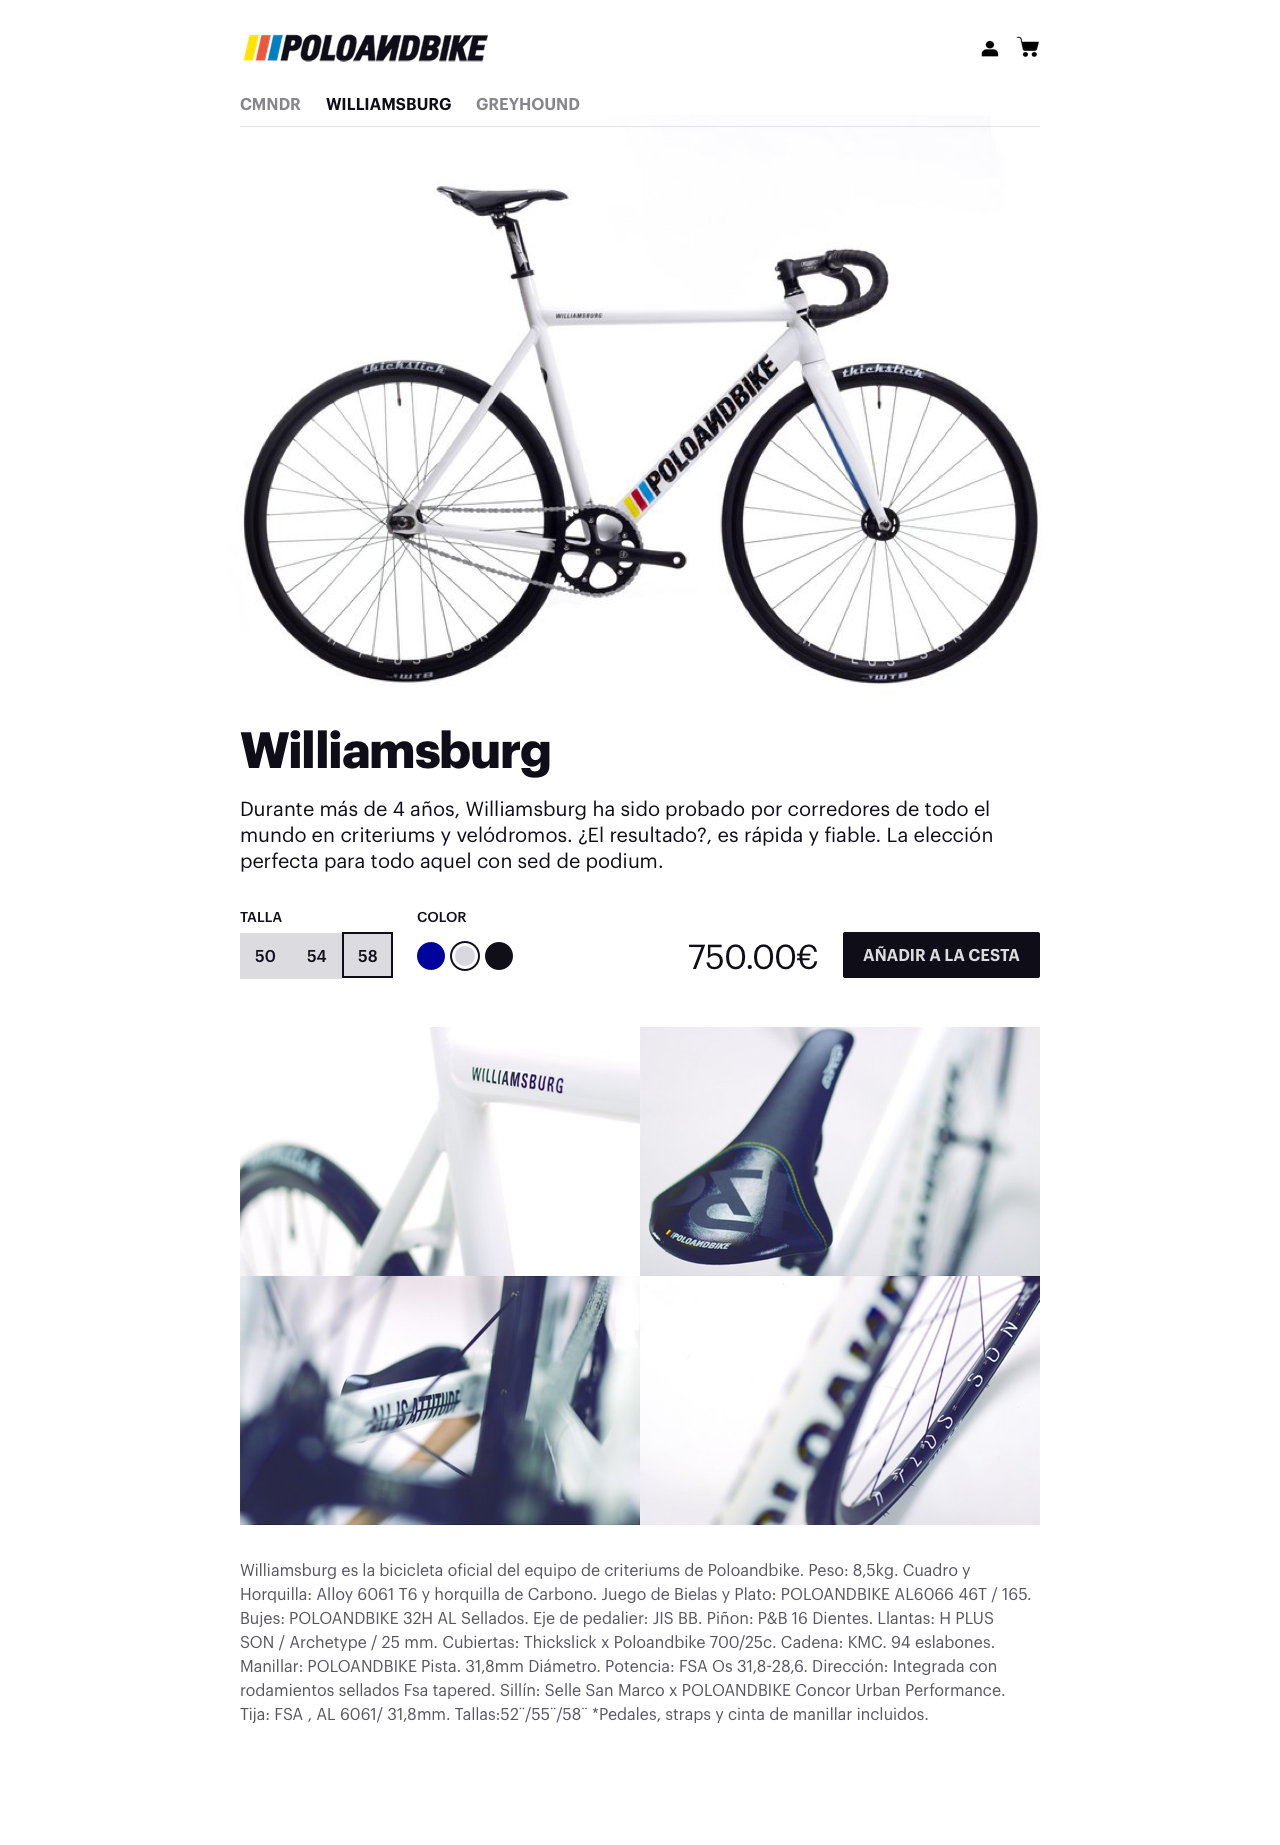 POLOANDBIKE
CMNDR WILLIAMSBURG GREYHOUND
WILLIAMSBURG
thickslick
thickslick
POLOANDBIKE
H PLUS SON
H PLUS SON
WTB
WTB
Williamsburg
Durante más de 4 años, Williamsburg ha sido probado por corredores de todo el
mundo en criteriums y velódromos. ¿El resultado?, es rápida y fiable. La elección
perfecta para todo aquel con sed de podium.
TALLA COLOR
50 54 58
750.00€ AÑADIR A LA CESTA
WILLIAMSBURG
POLOANDBIKE
ALL IS ATTITUDE
PLUS SON
Williamsburg es la bicicleta oficial del equipo de criteriums de Poloandbike. Peso: 8,5kg. Cuadro y
Horquilla: Alloy 6061 T6 y horquilla de Carbono. Juego de Bielas y Plato: POLOANDBIKE AL6066 46T / 165.
Bujes: POLOANDBIKE 32H AL Sellados. Eje de pedalier: JIS BB. Piñon: P&B 16 Dientes. Llantas: H PLUS
SON / Archetype / 25 mm. Cubiertas: Thickslick x Poloandbike 700/25c. Cadena: KMC. 94 eslabones.
Manillar: POLOANDBIKE Pista. 31,8mm Diámetro. Potencia: FSA Os 31,8-28,6. Dirección: Integrada con
rodamientos sellados Fsa tapered. Sillín: Selle San Marco x POLOANDBIKE Concor Urban Performance.
Tija: FSA , AL 6061/ 31,8mm. Tallas:52¨/55¨/58¨ *Pedales, straps y cinta de manillar incluidos.